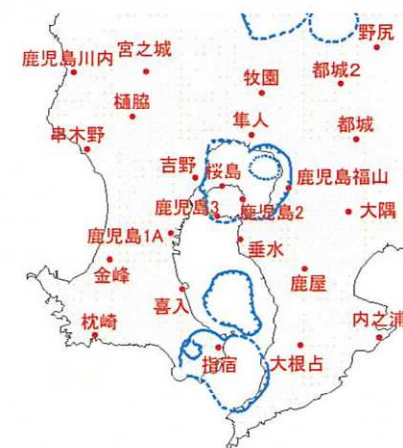 野尻
宮之城
鹿児島川内
牧園
都城2
樋脇
隼人
都城
串木野
吉野
桜島
鹿児島福山
鹿児島3
鹿児島2
大隅
鹿児島1A
垂水
金峰
鹿屋
喜入
内之浦
枕崎
指宿
大根占